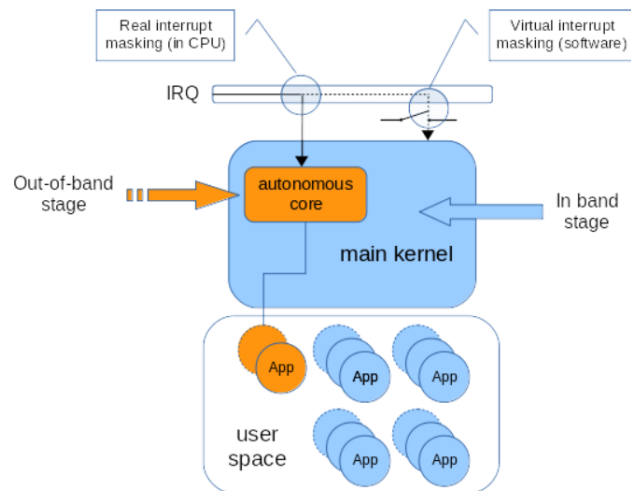 Real interrupt
masking (in CPU)
Virtual interrupt
masking (software)
IRQ
Out-of-band
stage
autonomous
core
In band
stage
main kernel
App
App
App
user
space
App
App
App